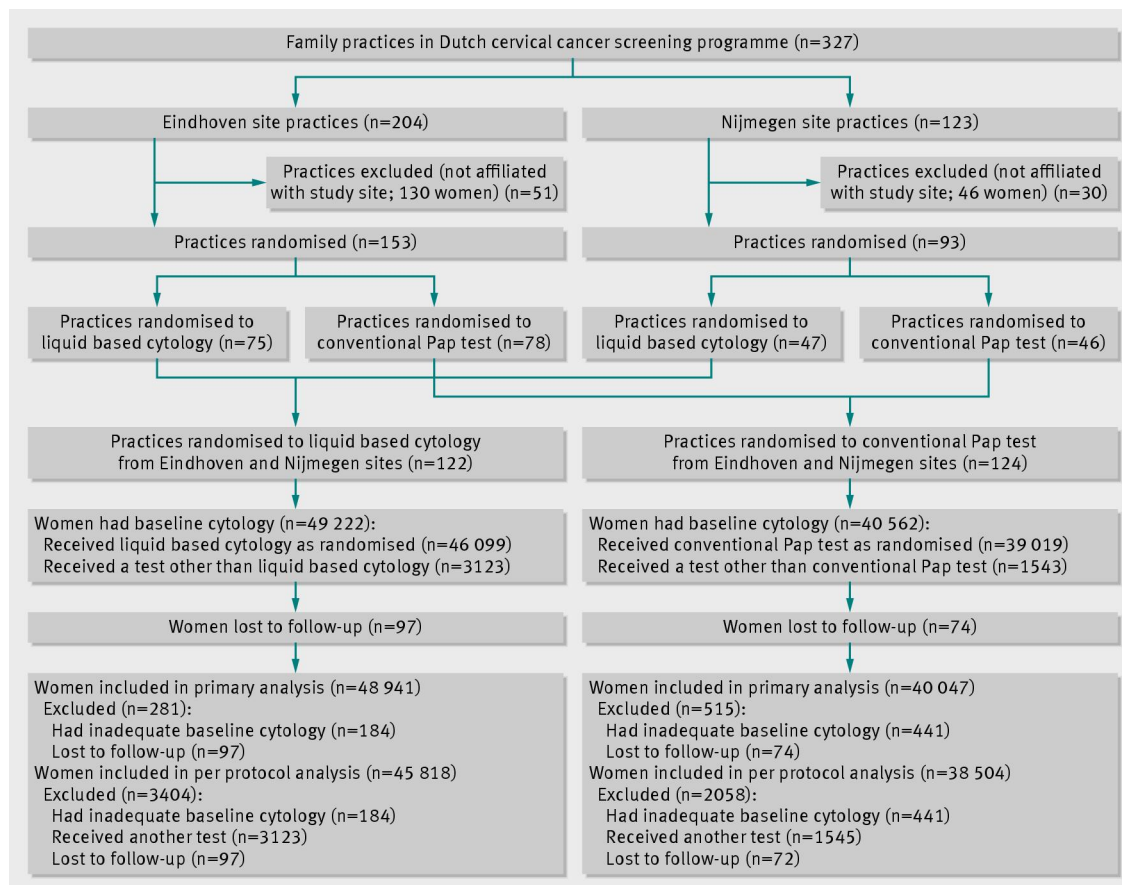 Family practices in Dutch cervical cancer screening programme (n=327)
Eindhoven site practices (n=204)
Nijmegen site practices (n=123)
Practices excluded (not affiliated
with study site; 130 women) (n=51)
Practices excluded (not affiliated
with study site; 46 women) (n=30)
Practices randomised (n=153)
Practices randomised (n=93)
Practices randomised to
liquid based cytology (n=75)
Practices randomised to
conventional Pap test (n=78)
Practices randomised to
liquid based cytology (n=47)
Practices randomised to
conventional Pap test (n=46)
Practices randomised to liquid based cytology
from Eindhoven and Nijmegen sites (n=122)
Practices randomised to conventional Pap test
from Eindhoven and Nijmegen sites (n=124)
Women had baseline cytology (n=49 222):
Received liquid based cytology as randomised (n=46 099)
Received a test other than liquid based cytology (n=3123)
Women had baseline cytology (n=40 562):
Received conventional Pap test as randomised (n=39 019)
Received a test other than conventional Pap test (n=1543)
Women lost to follow-up (n=97)
Women lost to follow-up (n=74)
Women included in primary analysis (n=48 941)
Excluded (n=281):
Had inadequate baseline cytology (n=184)
Lost to follow-up (n=97)
Women included in per protocol analysis (n=45 818)
Excluded (n=3404):
Had inadequate baseline cytology (n=184)
Received another test (n=3123)
Lost to follow-up (n=97)
Women included in primary analysis (n=40 047)
Excluded (n=515):
Had inadequate baseline cytology (n=441)
Lost to follow-up (n=74)
Women included in per protocol analysis (n=38 504)
Excluded (n=2058):
Had inadequate baseline cytology (n=441)
Received another test (n=1545)
Lost to follow-up (n=72)